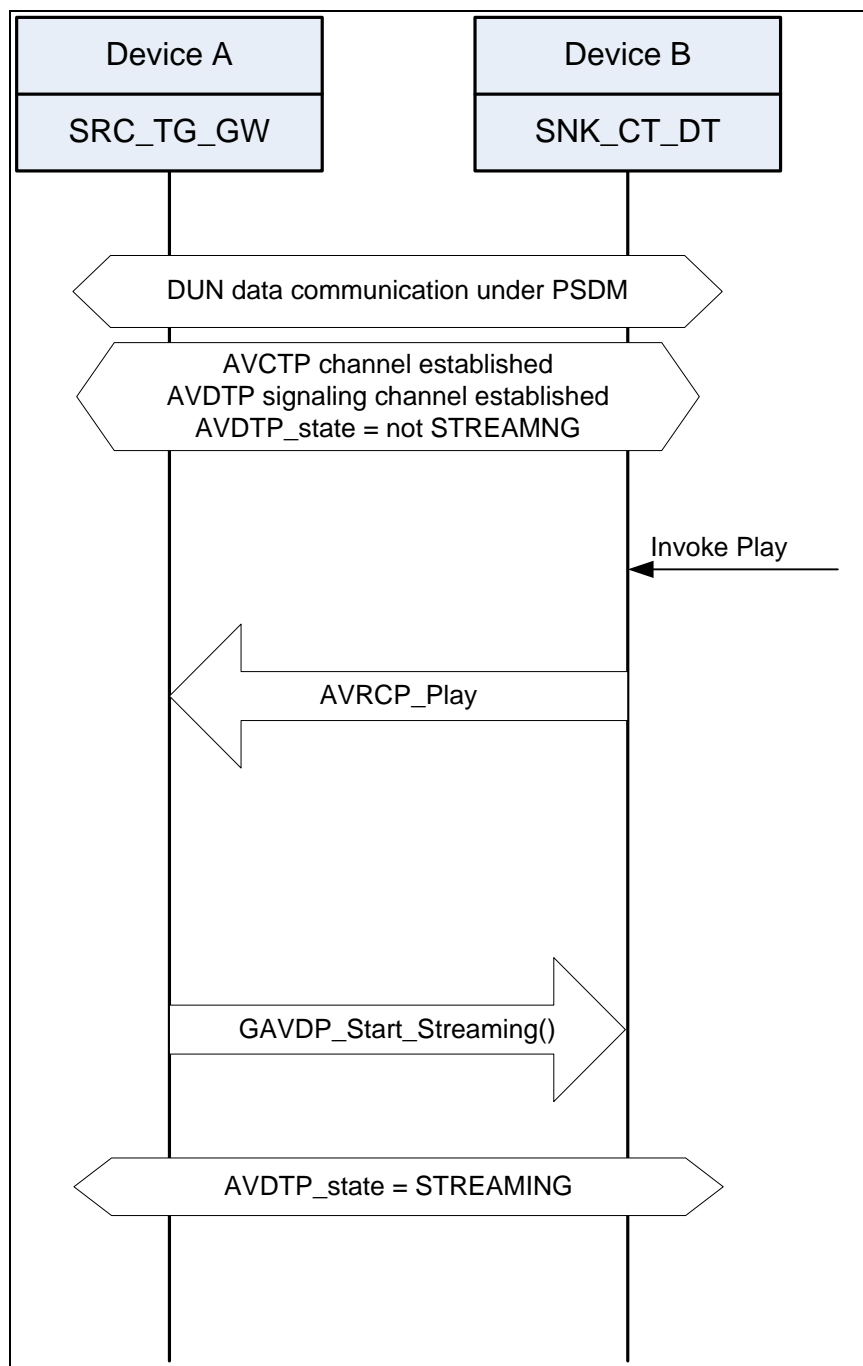 Device A
Device B
SRC_TG_GW
SNK_CT_DT
DUN data communication under PSDM
AVCTP channel established
AVDTP signaling channel established
AVDTP_state = not STREAMNG
Invoke Play
AVRCP_Play
GAVDP_Start_Streaming()
AVDTP_state = STREAMING